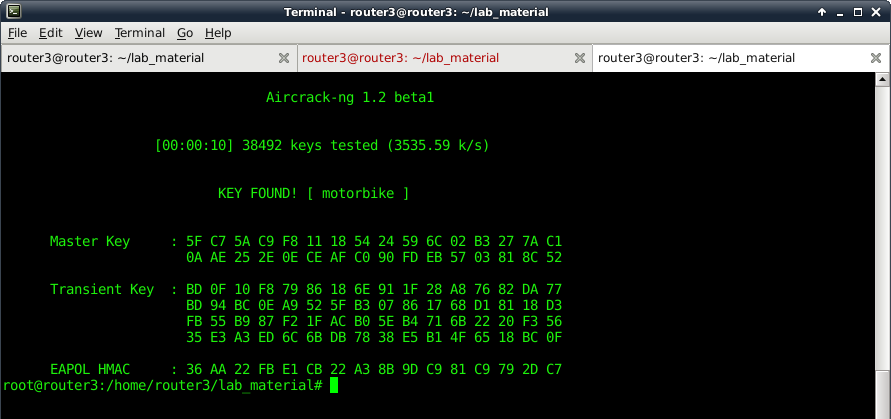 Terminal - router3@router3: ~/lab_material
File Edit View Terminal Go Help
router3@router3: ~/lab_material router3@router3: ~/lab_material router3@router3: ~/lab_material
Aircrack-ng 1.2 beta1
[00:00:10] 38492 keys tested (3535.59 k/s)
KEY FOUND! [ motorbike ]
Master Key : 5F C7 5A C9 F8 11 18 54 24 59 6C 02 B3 27 7A C1
0A AE 25 2E 0E CE AF C0 90 FD EB 57 03 81 8C 52
Transient Key : BD 0F 10 F8 79 86 18 6E 91 1F 28 A8 76 82 DA 77
BD 94 BC 0E A9 52 5F B3 07 86 17 68 D1 81 18 D3
FB 55 B9 87 F2 1F AC B0 5E B4 71 6B 22 20 F3 56
35 E3 A3 ED 6C 6B DB 78 38 E5 B1 4F 65 18 BC 0F
EAPOL HMAC : 36 AA 22 FB E1 CB 22 A3 8B 9D C9 81 C9 79 2D C7
root@router3:/home/router3/lab_material#